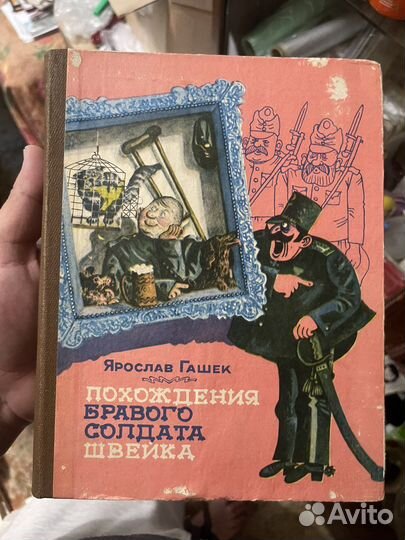 ЯРОСЛАВ ГАШЕК
ПОХОЖДЕНИЯ
БРАВОГО
СОЛДАТА
ШВЕЙКА
Avito